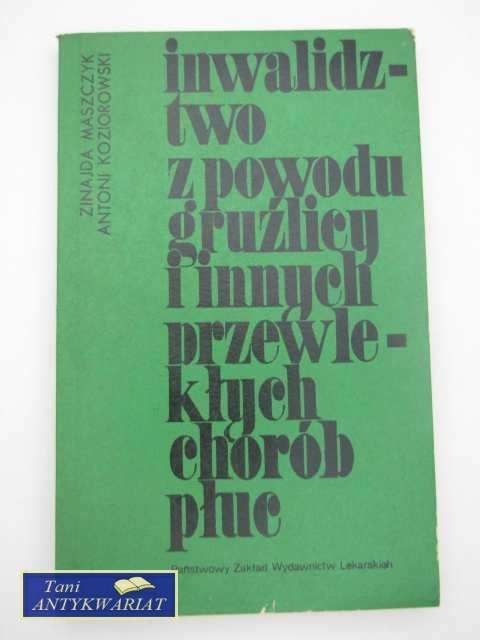 ZINAJDA MASZCZYK
ANTONI KOZIOROWSKI
inwalidz-
two
z powodu
gruźlicy
i innych
przewle-
kłych
chorób
płuc
Państwowy Zakład Wydawnictw Lekarskich
Tani
ANTYKWARIAT